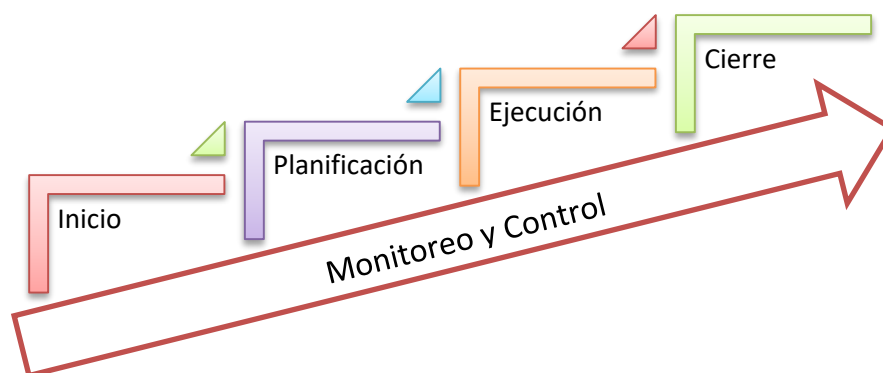 Inicio
Planificación
Ejecución
Cierre
Monitoreo y Control